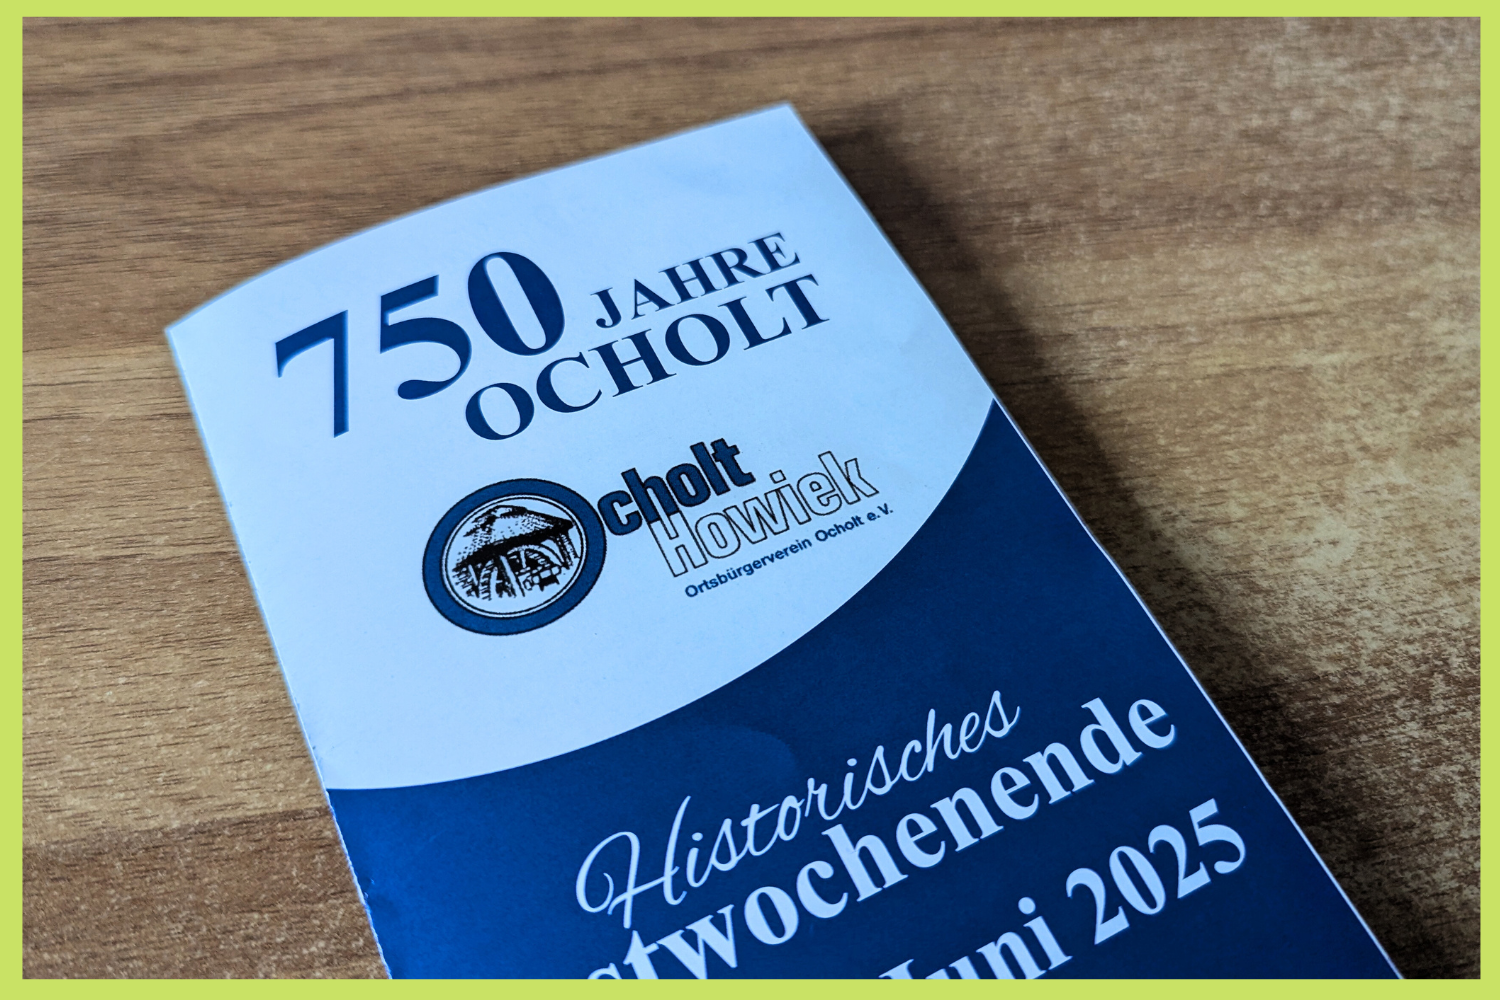 750 JAHRE
OCHOLT
Ocholt
Howiek
Ortsbürgerverein Ocholt e.V.
Historisches
stwochenende
Juni 2025